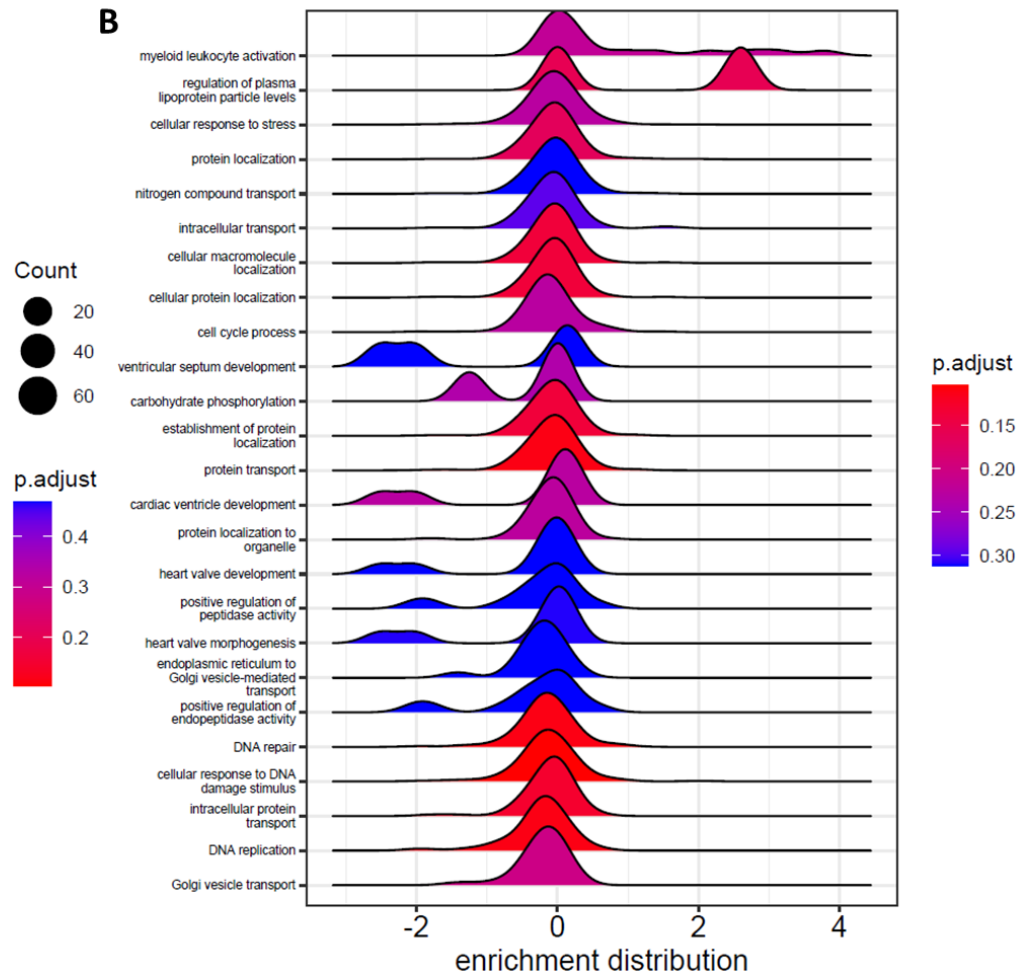 B
myeloid leukocyte activation
regulation of plasma
lipoprotein particle levels
cellular response to stress
protein localization
nitrogen compound transport
intracellular transport
cellular macromolecule
localization
cellular protein localization
cell cycle process
ventricular septum development
carbohydrate phosphorylation
establishment of protein
localization
protein transport
cardiac ventricle development
protein localization to
organelle
heart valve development
positive regulation of
peptidase activity
heart valve morphogenesis
endoplasmic reticulum to
Golgi vesicle-mediated
transport
positive regulation of
endopeptidase activity
DNA repair
cellular response to DNA
damage stimulus
intracellular protein
transport
DNA replication
Golgi vesicle transport
-2 0 2 4
enrichment distribution
Count
20
40
60
p.adjust
0.4
0.3
0.2
p.adjust
0.15
0.20
0.25
0.30